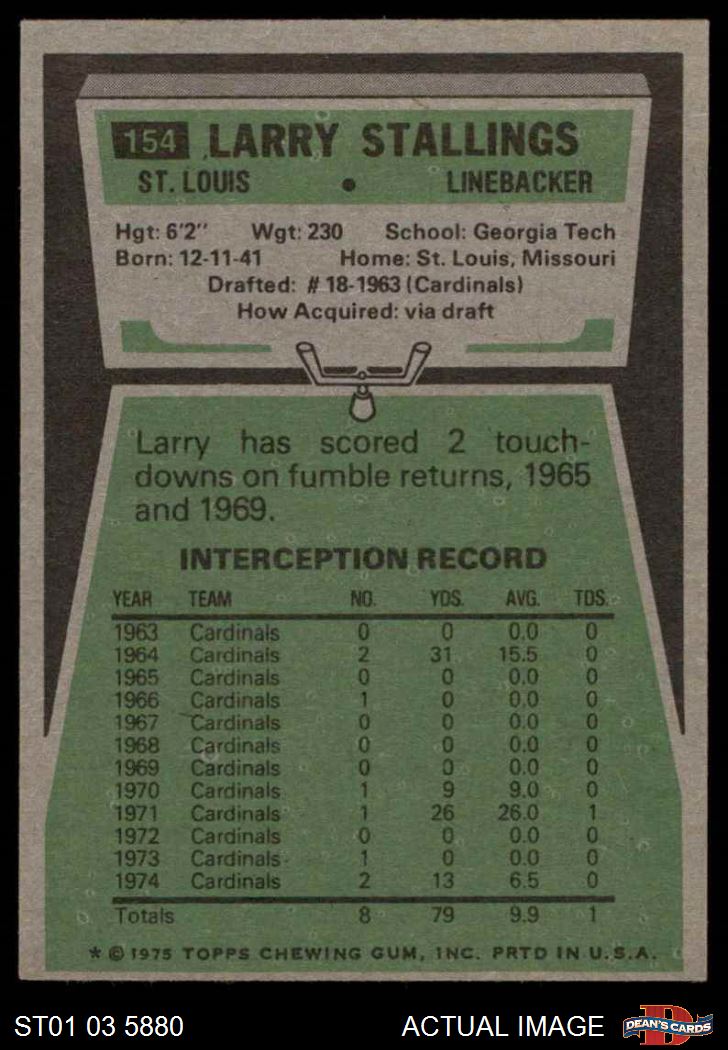 154 LARRY STALLINGS
ST. LOUIS • LINEBACKER
Hgt: 6'2" Wgt: 230 School: Georgia Tech
Born: 12-11-41 Home: St. Louis, Missouri
Drafted: #18-1963 (Cardinals)
How Acquired: via draft
Larry has scored 2 touch-
downs on fumble returns, 1965
and 1969.
INTERCEPTION RECORD
YEAR TEAM NO. YDS. AVG. TDS.
1963 Cardinals 0 0 0.0 0
1964 Cardinals 2 31 15.5 0
1965 Cardinals 0 0 0.0 0
1966 Cardinals 1 0 0.0 0
1967 Cardinals 0 0 0.0 0
1968 Cardinals 0 0 0.0 0
1969 Cardinals 0 0 0.0 0
1970 Cardinals 1 9 9.0 0
1971 Cardinals 1 26 26.0 1
1972 Cardinals 0 0 0.0 0
1973 Cardinals 1 0 0.0 0
1974 Cardinals 2 13 6.5 0
Totals 8 79 9.9 1
* © 1975 TOPPS CHEWING GUM, INC. PRTD IN U.S.A.
ST01 03 5880 ACTUAL IMAGE D DEAN'S CARDS